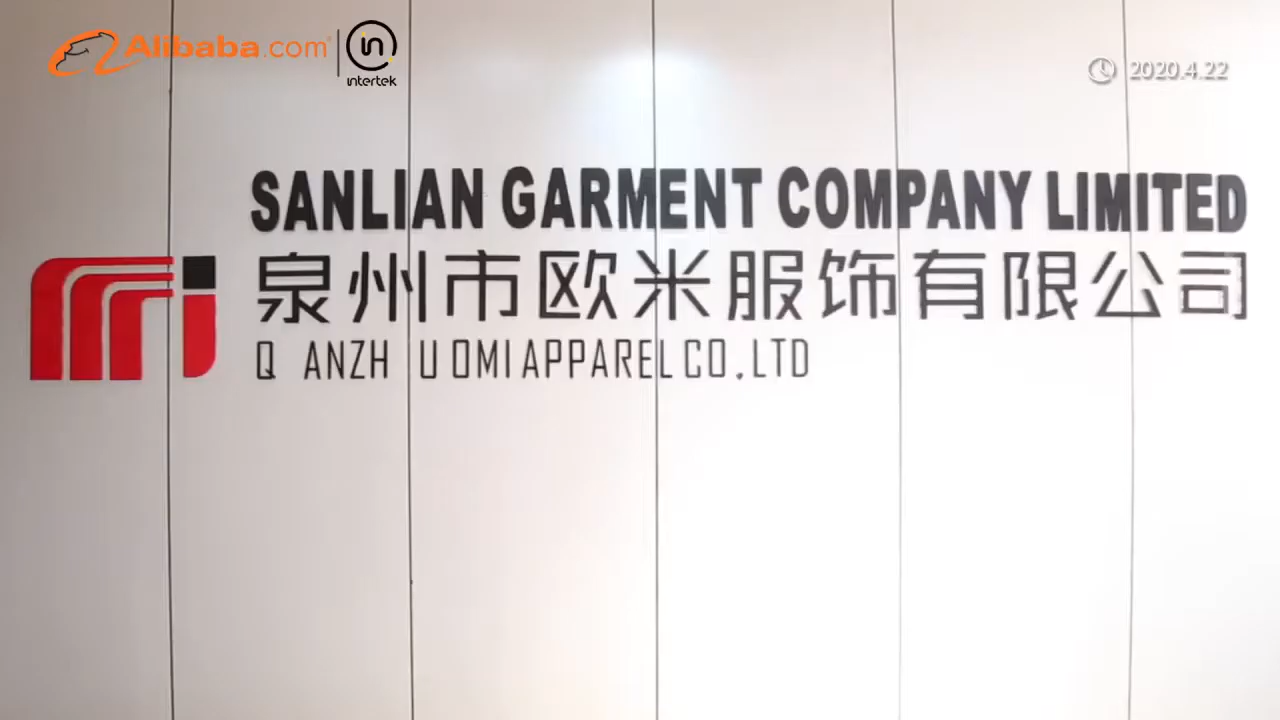 Alibaba.com
intertek
2020.4.22
SANLIAN GARMENT COMPANY LIMITED
泉州市欧米服饰有限公司
Q ANZH U OMI APPAREL CO.,LTD